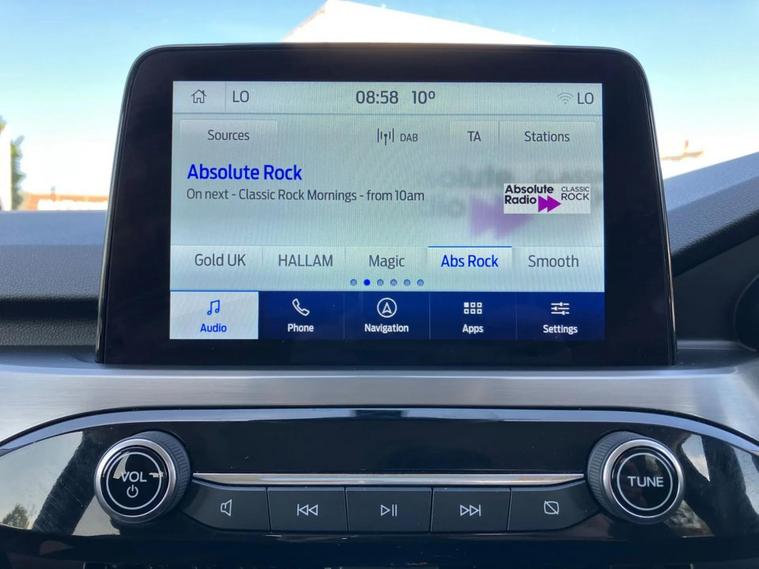 LO 08:58 10º LO
Sources DAB TA Stations
Absolute Rock
On next - Classic Rock Mornings - from 10am
Absolute Radio CLASSIC ROCK
Gold UK HALLAM Magic Abs Rock Smooth
Audio Phone Navigation Apps Settings
VOL TUNE